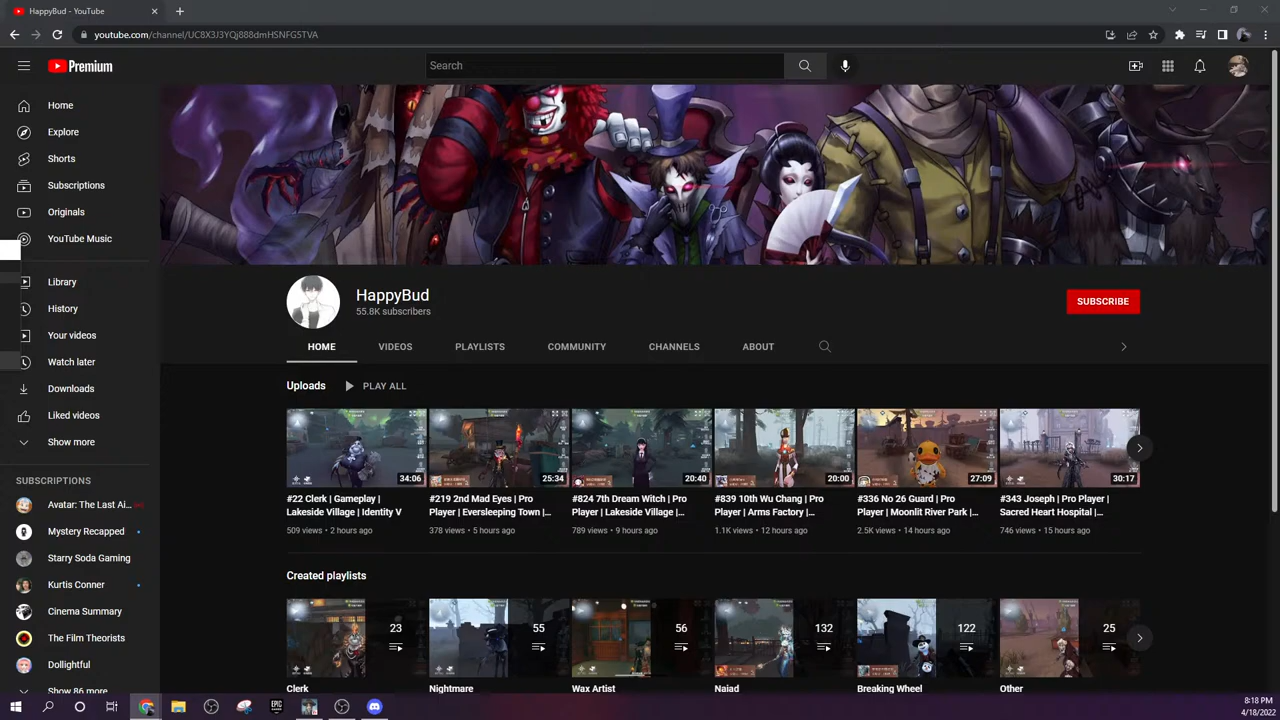 HappyBud - YouTube
youtube.com/channel/UC8X3J3YQj888dmHSNFG5TVA
Premium
Search
Home
Explore
Shorts
Subscriptions
Originals
YouTube Music
Library
History
Your videos
Watch later
Downloads
Liked videos
Show more
SUBSCRIPTIONS
Avatar: The Last Ai...
Mystery Recapped
Starry Soda Gaming
Kurtis Conner
Cinema Summary
The Film Theorists
Dollightful
Show 86 more
HappyBud
55.8K subscribers
SUBSCRIBE
HOME VIDEOS PLAYLISTS COMMUNITY CHANNELS ABOUT
Uploads PLAY ALL
34:06 25:34 20:40 20:00 27:09 30:17
#22 Clerk | Gameplay |
Lakeside Village | Identity V
509 views • 2 hours ago
#219 2nd Mad Eyes | Pro
Player | Eversleeping Town |...
378 views • 5 hours ago
#824 7th Dream Witch | Pro
Player | Lakeside Village |...
789 views • 9 hours ago
#839 10th Wu Chang | Pro
Player | Arms Factory |...
1.1K views • 12 hours ago
#336 No 26 Guard | Pro
Player | Moonlit River Park |...
2.5K views • 14 hours ago
#343 Joseph | Pro Player |
Sacred Heart Hospital |...
746 views • 15 hours ago
Created playlists
23 55 56 132 122 25
Clerk Nightmare Wax Artist Naiad Breaking Wheel Other
EPIC
8:18 PM
4/18/2022